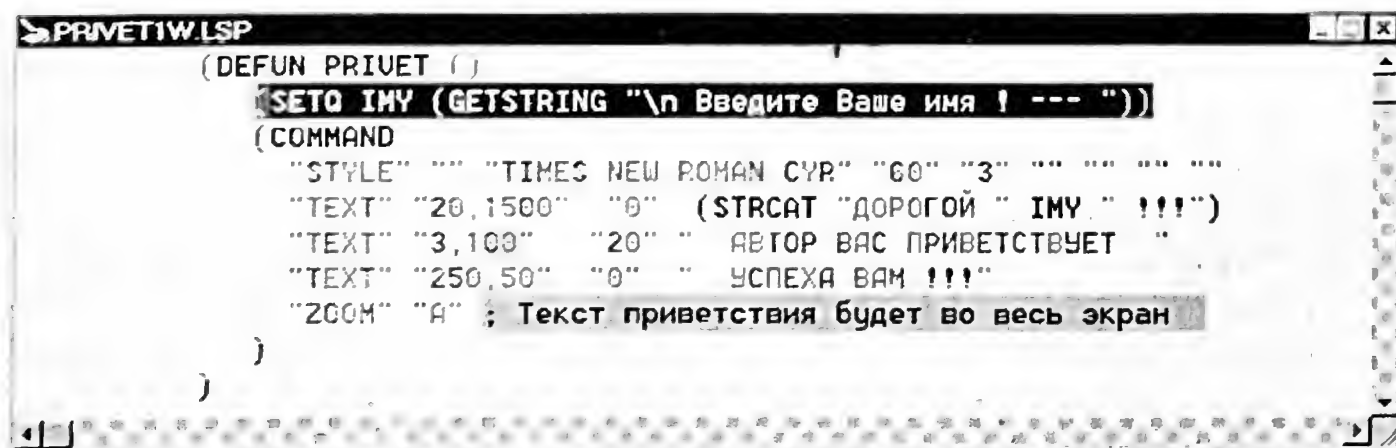 PRIVET1W.LSP
(DEFUN PRIVET ()
(SETQ IMY (GETSTRING "\n Введите Ваше имя ! --- "))
(COMMAND
"STYLE" "" "TIMES NEW ROMAN CYR" "60" "3" "" "" "" ""
"TEXT" "20,1500" "0" (STRCAT "ДОРОГОЙ " IMY " !!!")
"TEXT" "3,100" "20" " АВТОР ВАС ПРИВЕТСТВУЕТ "
"TEXT" "250,50" "0" " УСПЕХА ВАМ !!!"
"ZOOM" "A" ; Текст приветствия будет во весь экран
)
)